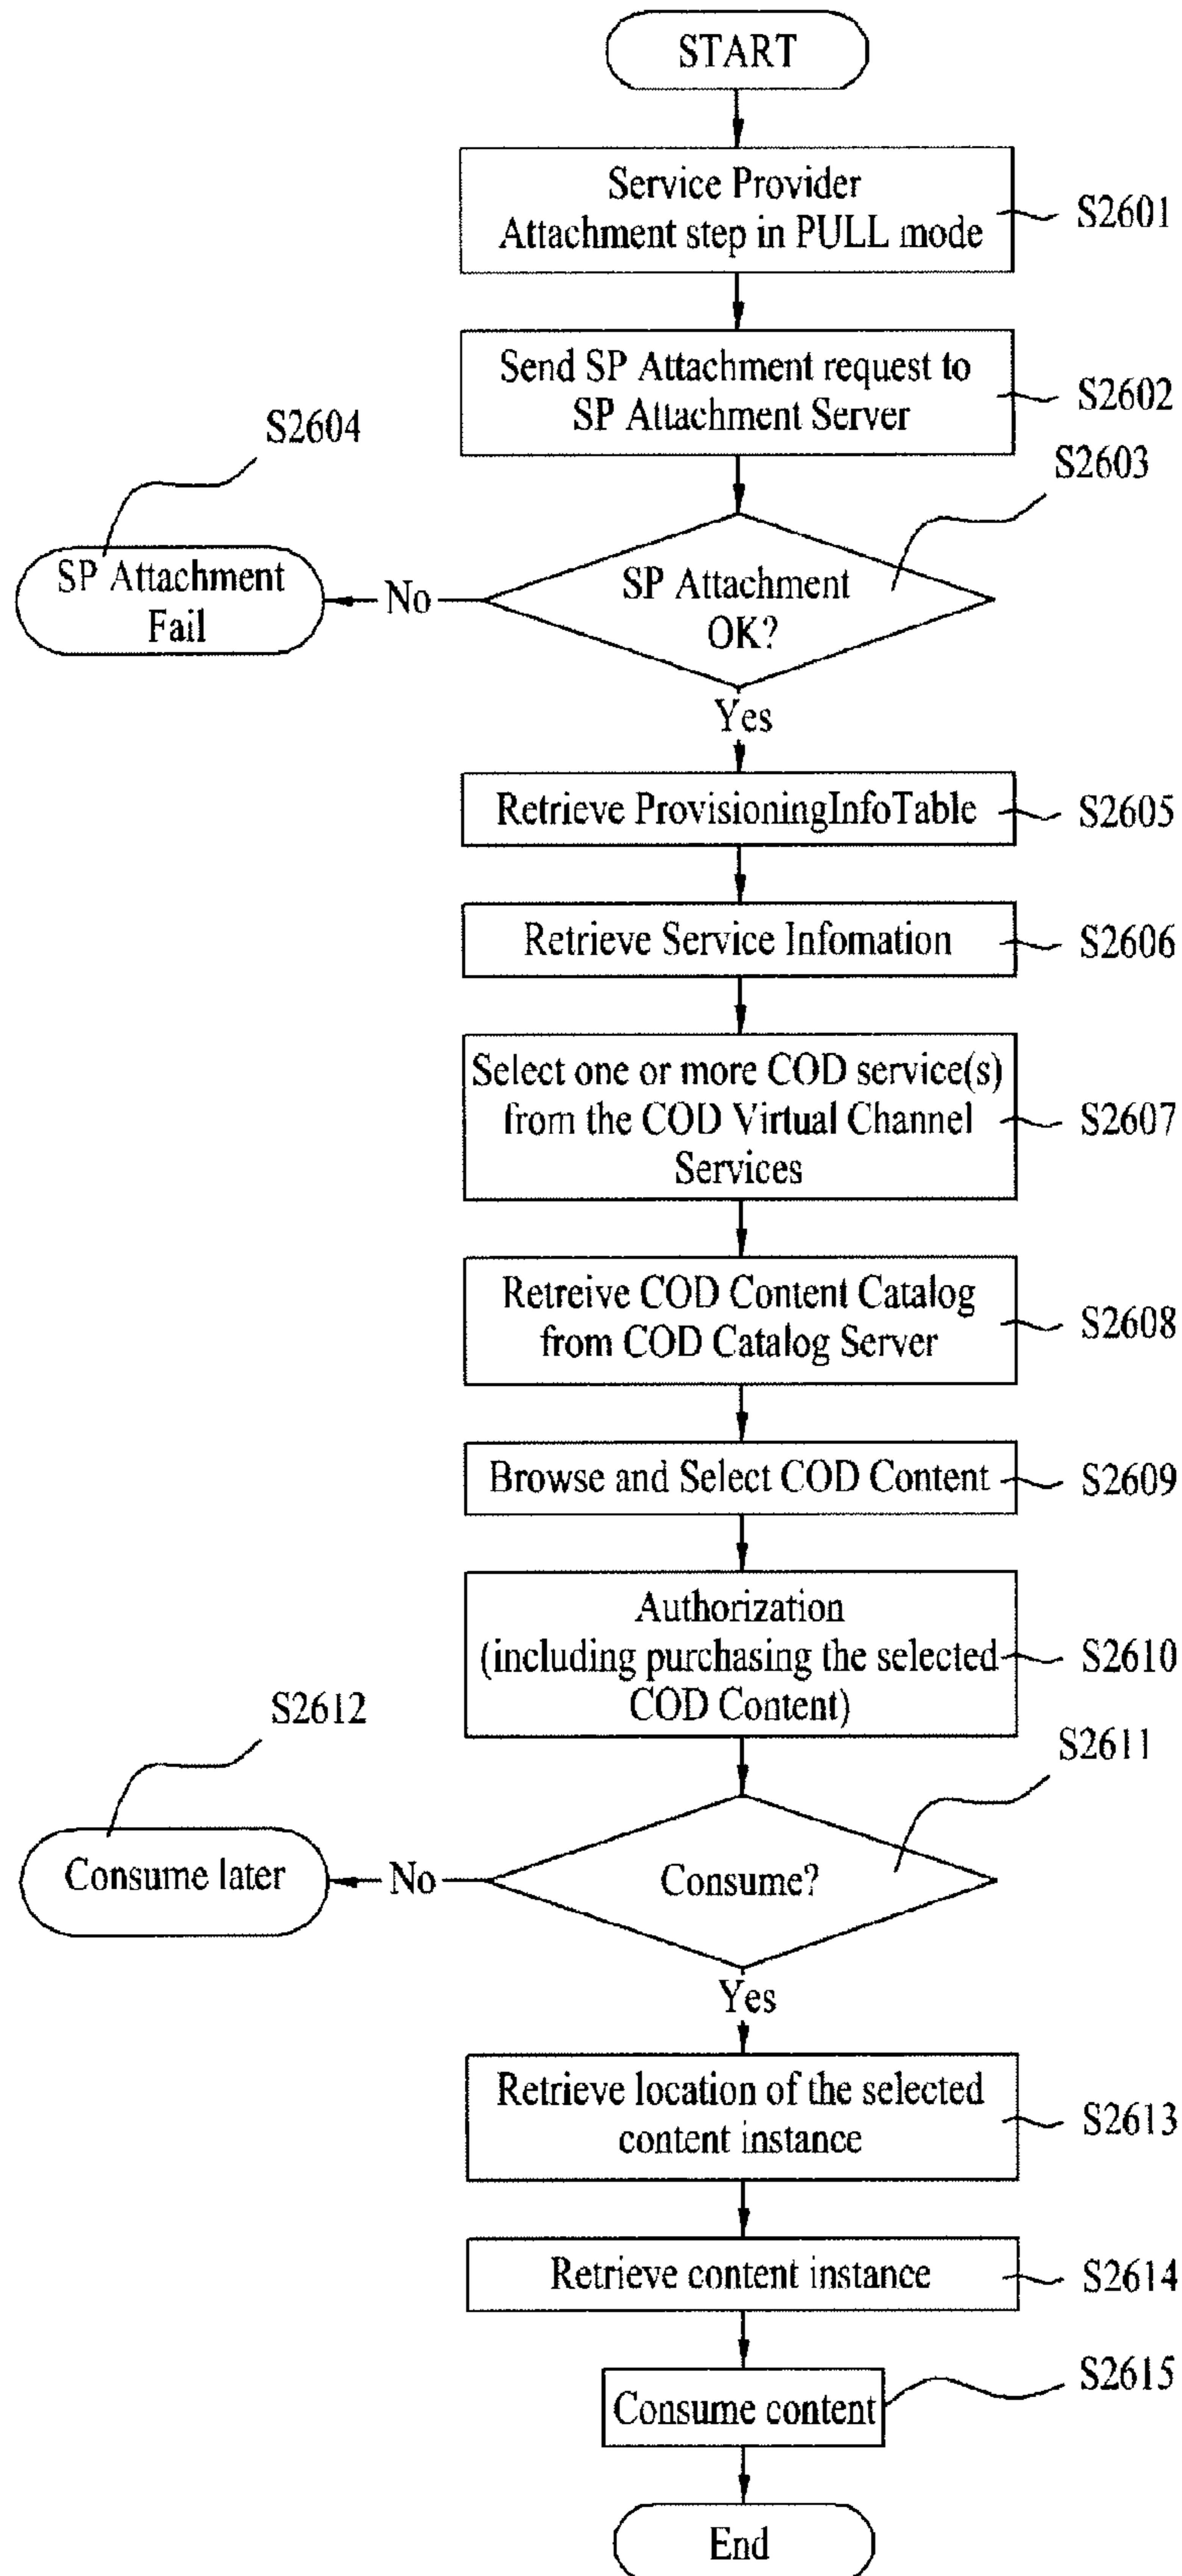 START
Service Provider
Attachment step in PULL mode
S2601
Send SP Attachment request to
SP Attachment Server
S2602
S2604
S2603
SP Attachment
Fail
No
SP Attachment
OK?
Yes
Retrieve ProvisioningInfoTable
S2605
Retrieve Service Infomation
S2606
Select one or more COD service(s)
from the COD Virtual Channel
Services
S2607
Retreive COD Content Catalog
from COD Catalog Server
S2608
Browse and Select COD Content
S2609
Authorization
(including purchasing the selected
COD Content)
S2610
S2612
S2611
Consume later
No
Consume?
Yes
Retrieve location of the selected
content instance
S2613
Retrieve content instance
S2614
Consume content
S2615
End